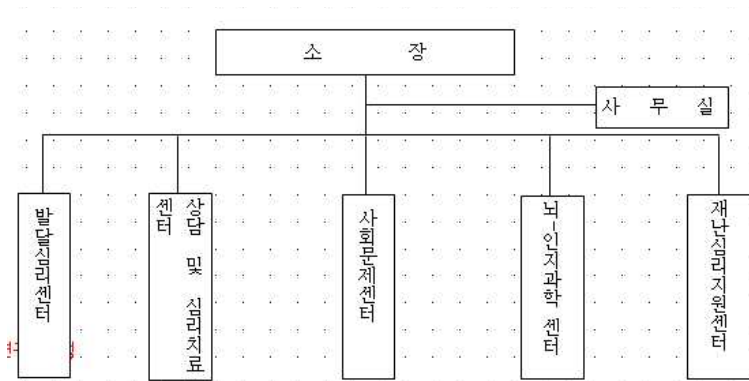 소 장
사 무 실
발달심리센터
상담 및 심리치료
센터
사회문제센터
뇌-인지과학 센터
재난심리지원센터